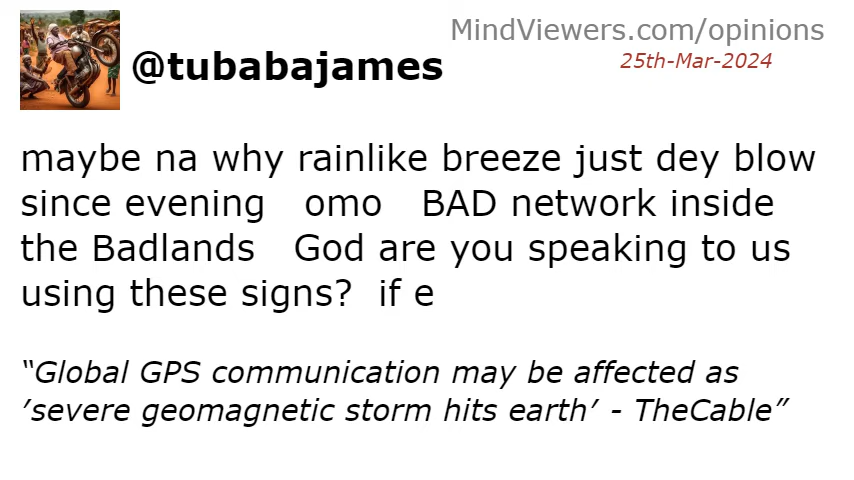 MindViewers.com/opinions
25th-Mar-2024
@tubabajames
maybe na why rainlike breeze just dey blow
since evening   omo   BAD network inside
the Badlands   God are you speaking to us
using these signs?  if e
“Global GPS communication may be affected as
’severe geomagnetic storm hits earth’ - TheCable”